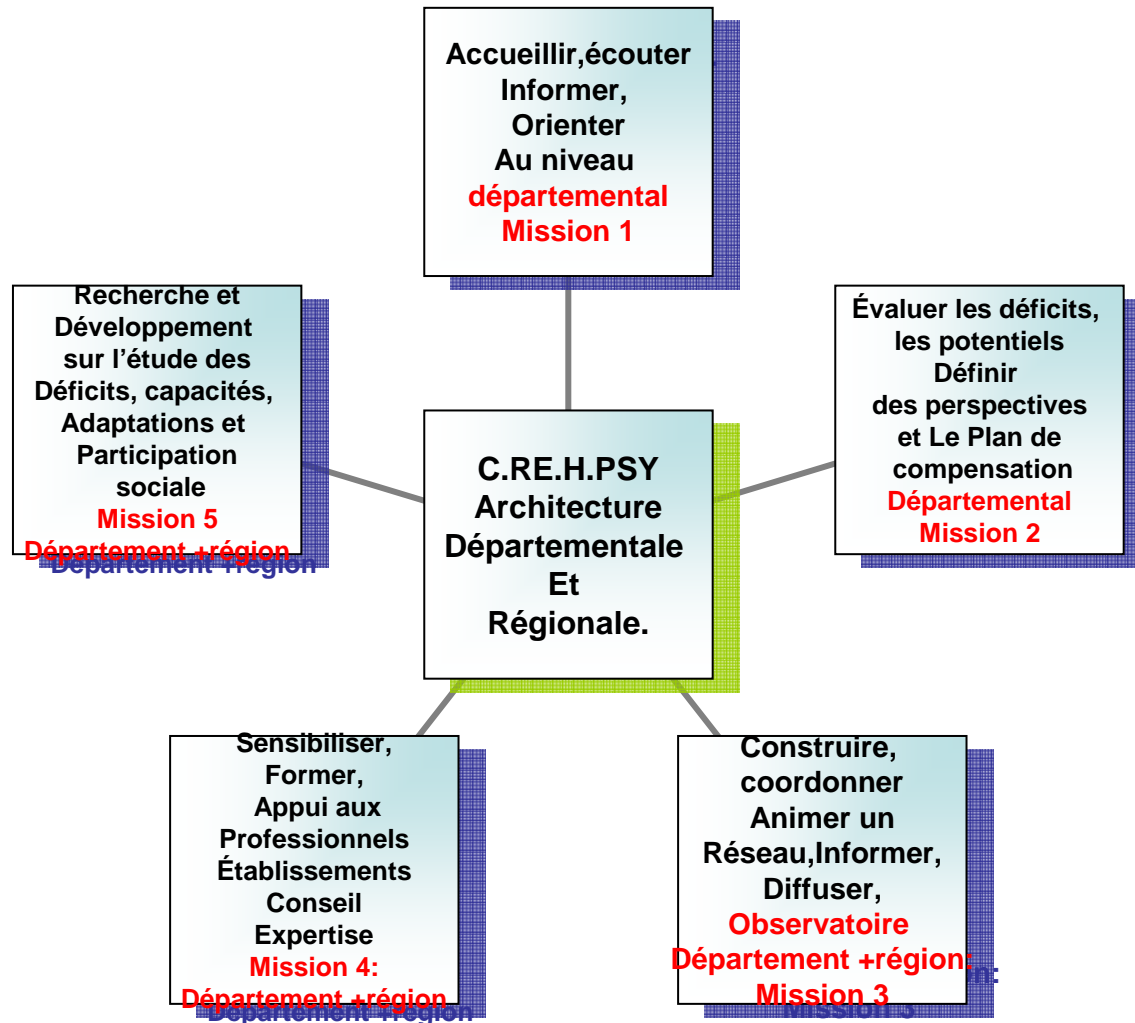 Accueillir,écouter
Informer,
Orienter
Au niveau
départemental
Mission 1
Recherche et
Développement
sur l'étude des
Déficits, capacités,
Adaptations et
Participation
sociale
Mission 5
Département +région
Évaluer les déficits,
les potentiels
Définir
des perspectives
et Le Plan de
compensation
Départemental
Mission 2
C.RE.H.PSY
Architecture
Départementale
Et
Régionale.
Sensibiliser,
Former,
Appui aux
Professionnels
Établissements
Conseil
Expertise
Mission 4:
Département +région
Construire,
coordonner
Animer un
Réseau,Informer,
Diffuser,
Observatoire
Département +région:
Mission 3